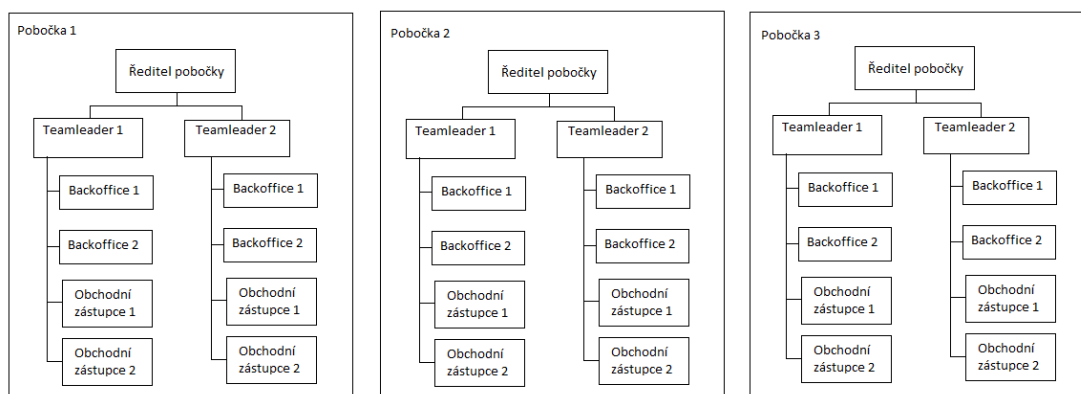 Pobočka 1
Ředitel pobočky
Teamleader 1
Teamleader 2
Backoffice 1
Backoffice 1
Backoffice 2
Backoffice 2
Obchodní
zástupce 1
Obchodní
zástupce 1
Obchodní
zástupce 2
Obchodní
zástupce 2
Pobočka 2
Ředitel pobočky
Teamleader 1
Teamleader 2
Backoffice 1
Backoffice 1
Backoffice 2
Backoffice 2
Obchodní
zástupce 1
Obchodní
zástupce 1
Obchodní
zástupce 2
Obchodní
zástupce 2
Pobočka 3
Ředitel pobočky
Teamleader 1
Teamleader 2
Backoffice 1
Backoffice 1
Backoffice 2
Backoffice 2
Obchodní
zástupce 1
Obchodní
zástupce 1
Obchodní
zástupce 2
Obchodní
zástupce 2